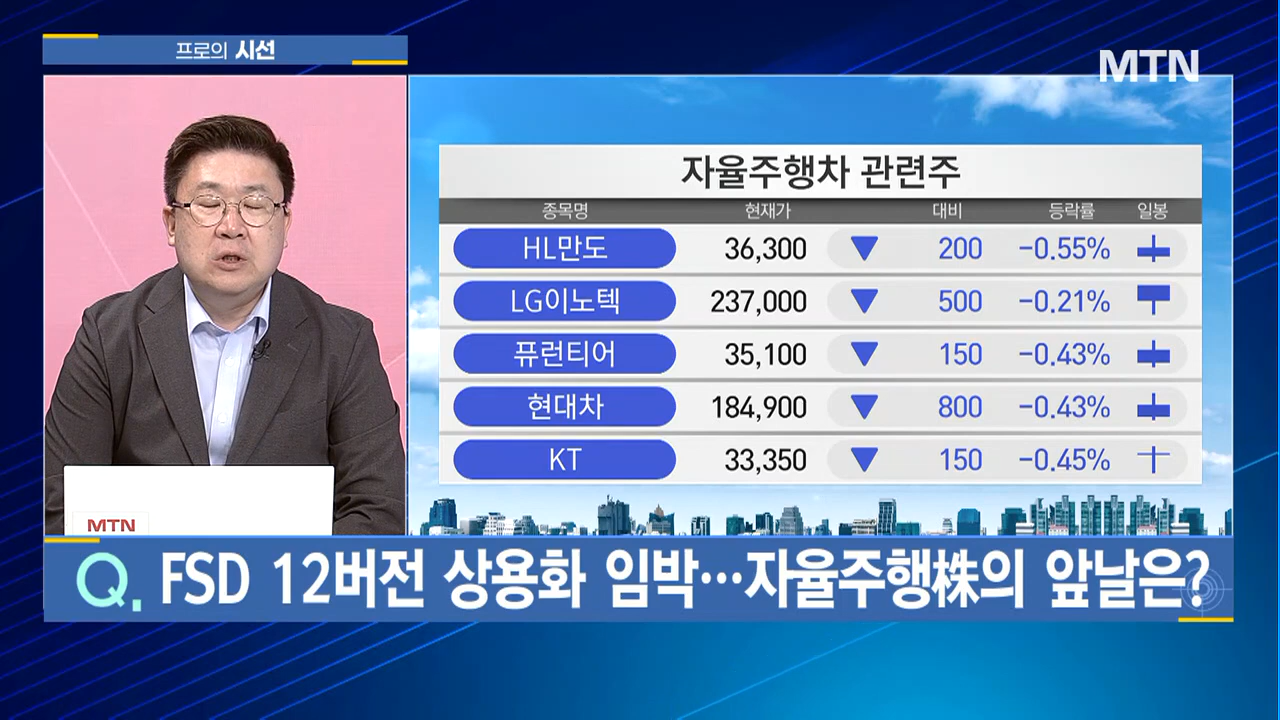 프로의 시선
MTN
자율주행차 관련주
종목명 현재가 대비 등락률 일봉
HL만도 36,300 ▼ 200 -0.55%
LG이노텍 237,000 ▼ 500 -0.21%
퓨런티어 35,100 ▼ 150 -0.43%
현대차 184,900 ▼ 800 -0.43%
KT 33,350 ▼ 150 -0.45%
MTN
Q. FSD 12버전 상용화 임박…자율주행株의 앞날은?